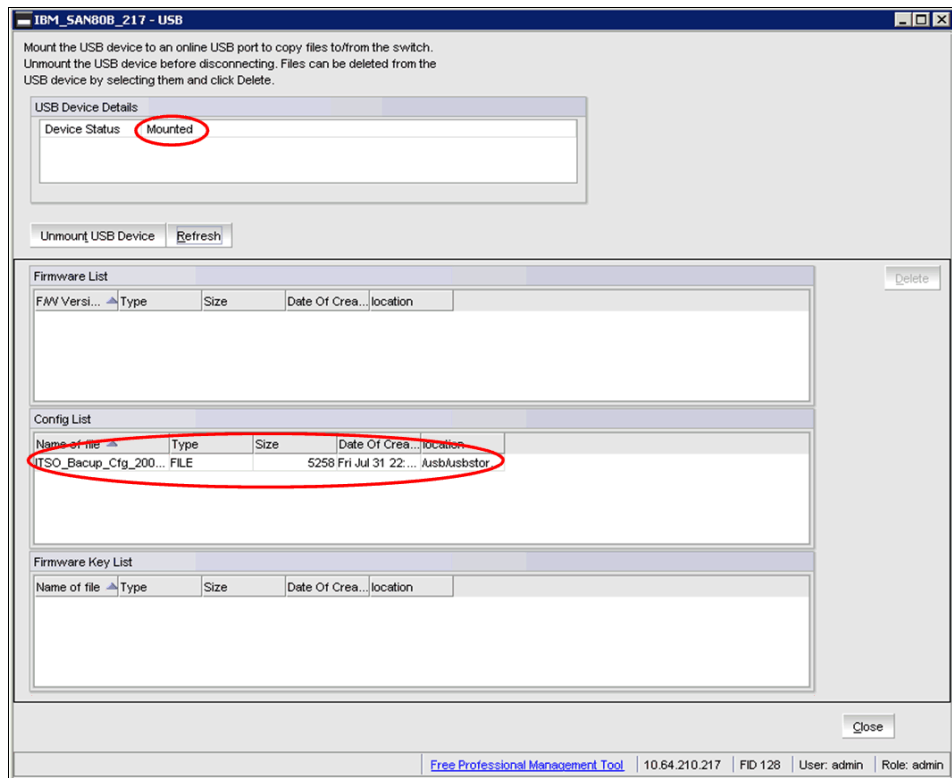 IBM_SAN80B_217 - USB
Mount the USB device to an online USB port to copy files to/from the switch.
Unmount the USB device before disconnecting. Files can be deleted from the
USB device by selecting them and click Delete.
USB Device Details
Device Status Mounted
Unmount USB Device Refresh
Firmware List
Delete
F/W Versi... Type Size Date Of Crea... location
Config List
Name of file Type Size Date Of Crea... location
ITSO_Bacup_Cfg_200... FILE 5258 Fri Jul 31 22:... /usb/usbstor...
Firmware Key List
Name of file Type Size Date Of Crea... location
Close
Free Professional Management Tool 10.64.210.217 FID 128 User: admin Role: admin